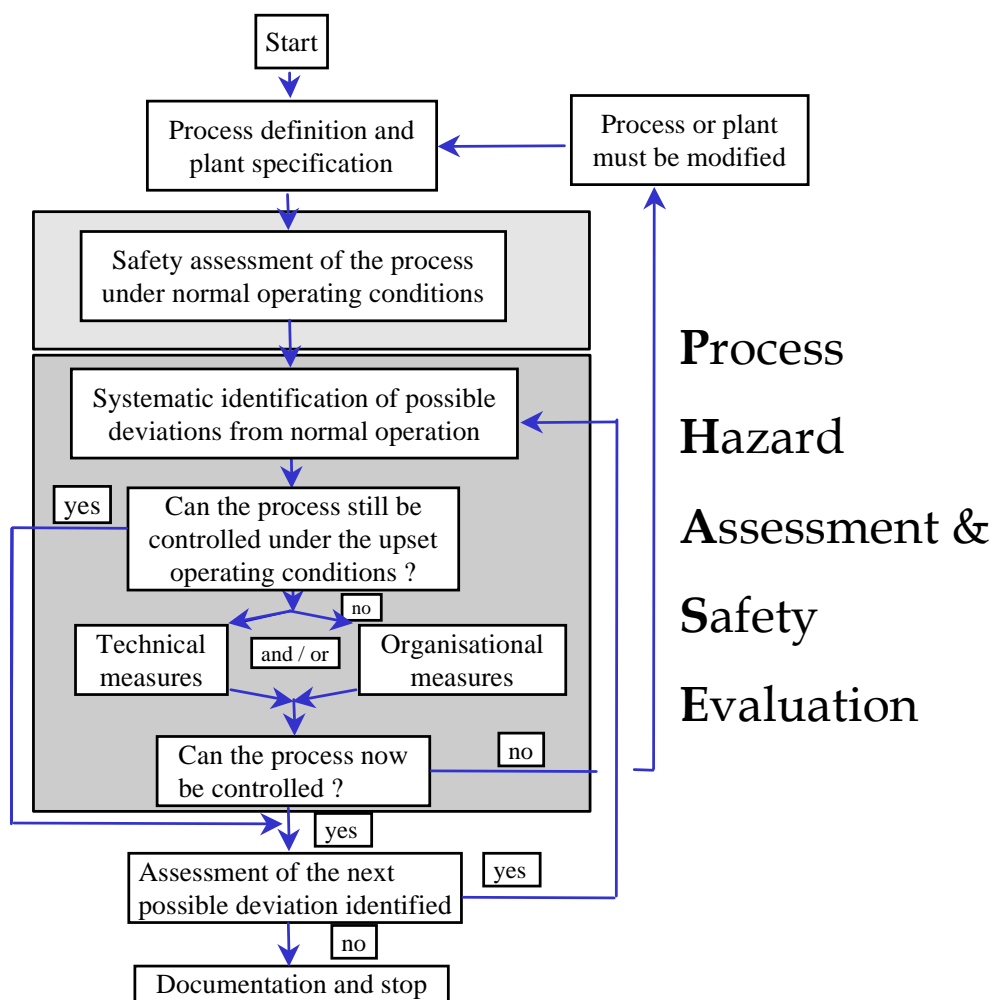 Start
Process definition and
plant specification
Process or plant
must be modified
Safety assessment of the process
under normal operating conditions
Systematic identification of possible
deviations from normal operation
yes
Can the process still be
controlled under the upset
operating conditions ?
no
Technical
measures
and / or
Organisational
measures
Can the process now
be controlled ?
no
yes
Assessment of the next
possible deviation identified
yes
no
Documentation and stop
Process
Hazard
Assessment &
Safety
Evaluation